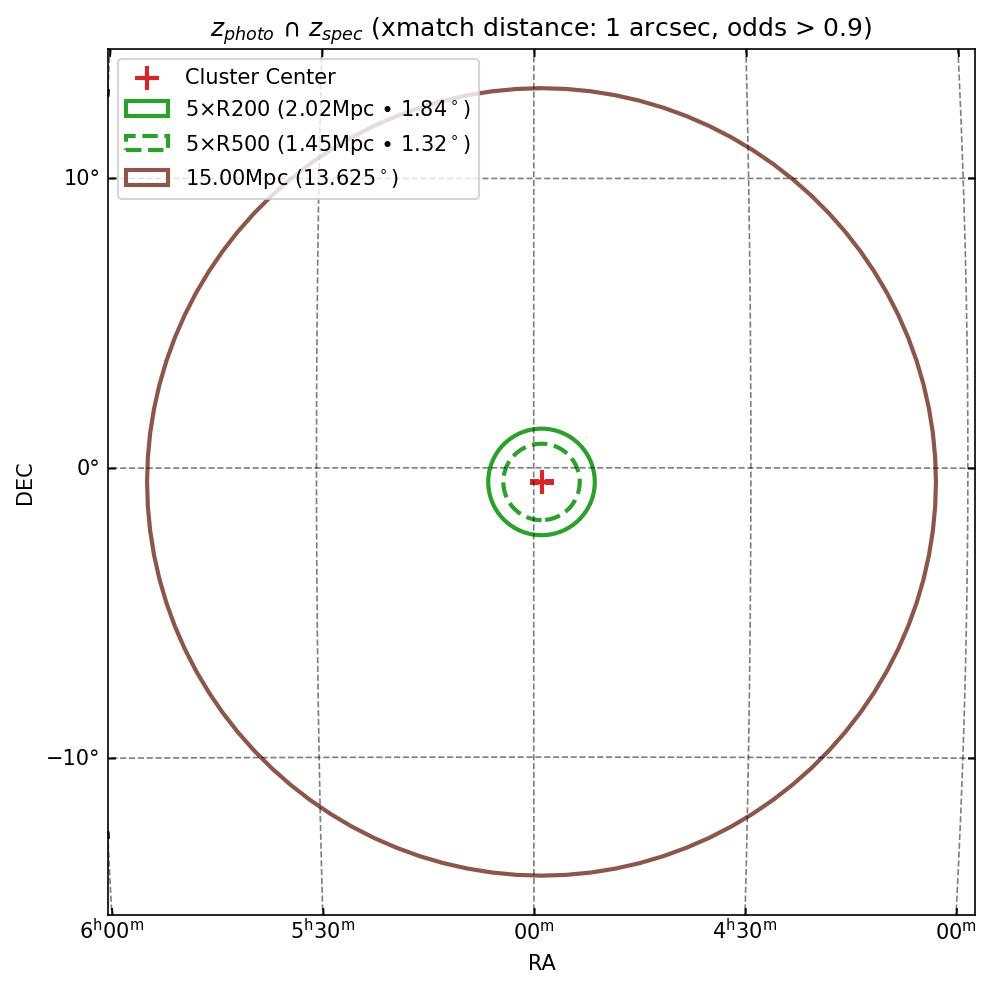 z_photo ∩ z_spec (xmatch distance: 1 arcsec, odds > 0.9)
Cluster Center
5×R200 (2.02Mpc • 1.84°)
5×R500 (1.45Mpc • 1.32°)
15.00Mpc (13.625°)
10°
0°
DEC
−10°
6ʰ00ᵐ 5ʰ30ᵐ 00ᵐ 4ʰ30ᵐ 00ᵐ
RA